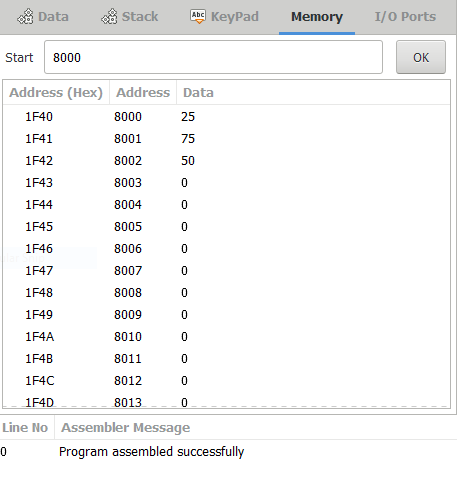 Data Stack KeyPad Memory I/O Ports
Start 8000 OK
Address (Hex) Address Data
1F40 8000 25
1F41 8001 75
1F42 8002 50
1F43 8003 0
1F44 8004 0
1F45 8005 0
1F46 8006 0
1F47 8007 0
1F48 8008 0
1F49 8009 0
1F4A 8010 0
1F4B 8011 0
1F4C 8012 0
1F4D 8013 0
Line No Assembler Message
0 Program assembled successfully